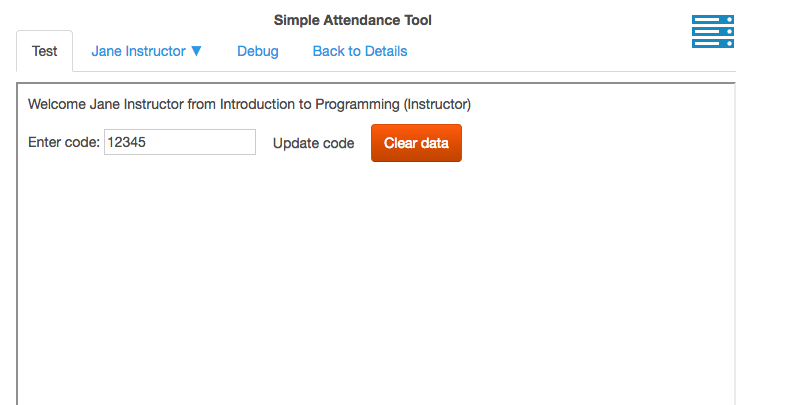 Simple Attendance Tool
Test Jane Instructor ▼ Debug Back to Details
Welcome Jane Instructor from Introduction to Programming (Instructor)
Enter code: 12345 Update code Clear data